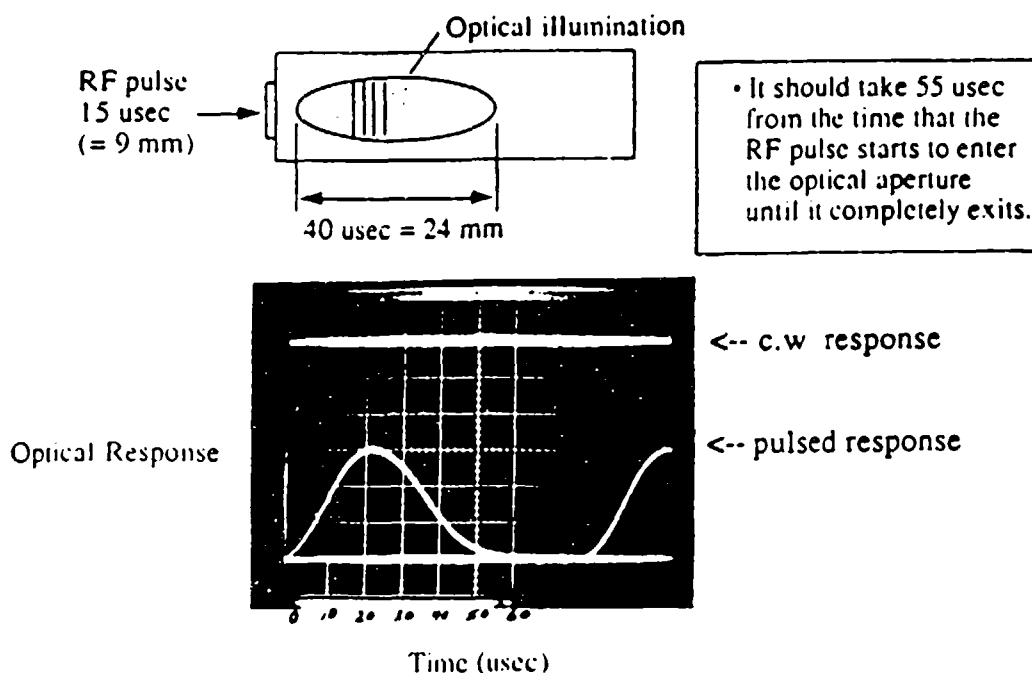 Optical illumination
RF pulse
15 usec
(= 9 mm)
40 usec = 24 mm
• It should take 55 usec
from the time that the
RF pulse starts to enter
the optical aperture
until it completely exits.
<-- c.w response
Optical Response
<-- pulsed response
0 10 20 30 40 50 60
Time (usec)